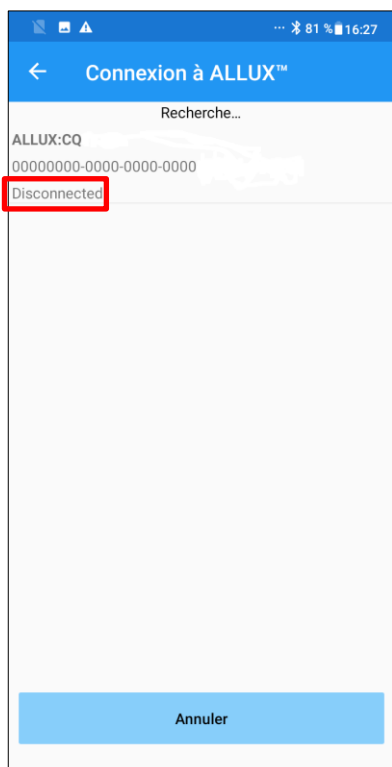 ··· 81 % 16:27
Connexion à ALLUX™
Recherche...
ALLUX:CQ
00000000-0000-0000-0000
Disconnected
Annuler